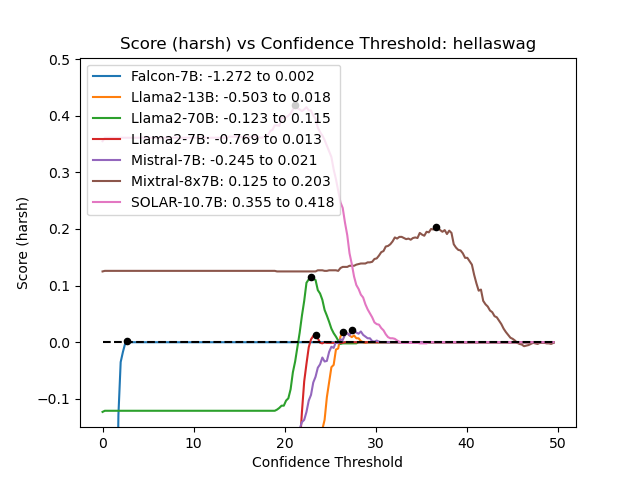 Score (harsh) vs Confidence Threshold: hellaswag
Score (harsh)
0.5
0.4
0.3
0.2
0.1
0.0
−0.1
Falcon-7B: -1.272 to 0.002
Llama2-13B: -0.503 to 0.018
Llama2-70B: -0.123 to 0.115
Llama2-7B: -0.769 to 0.013
Mistral-7B: -0.245 to 0.021
Mixtral-8x7B: 0.125 to 0.203
SOLAR-10.7B: 0.355 to 0.418
0
10
20
30
40
50
Confidence Threshold